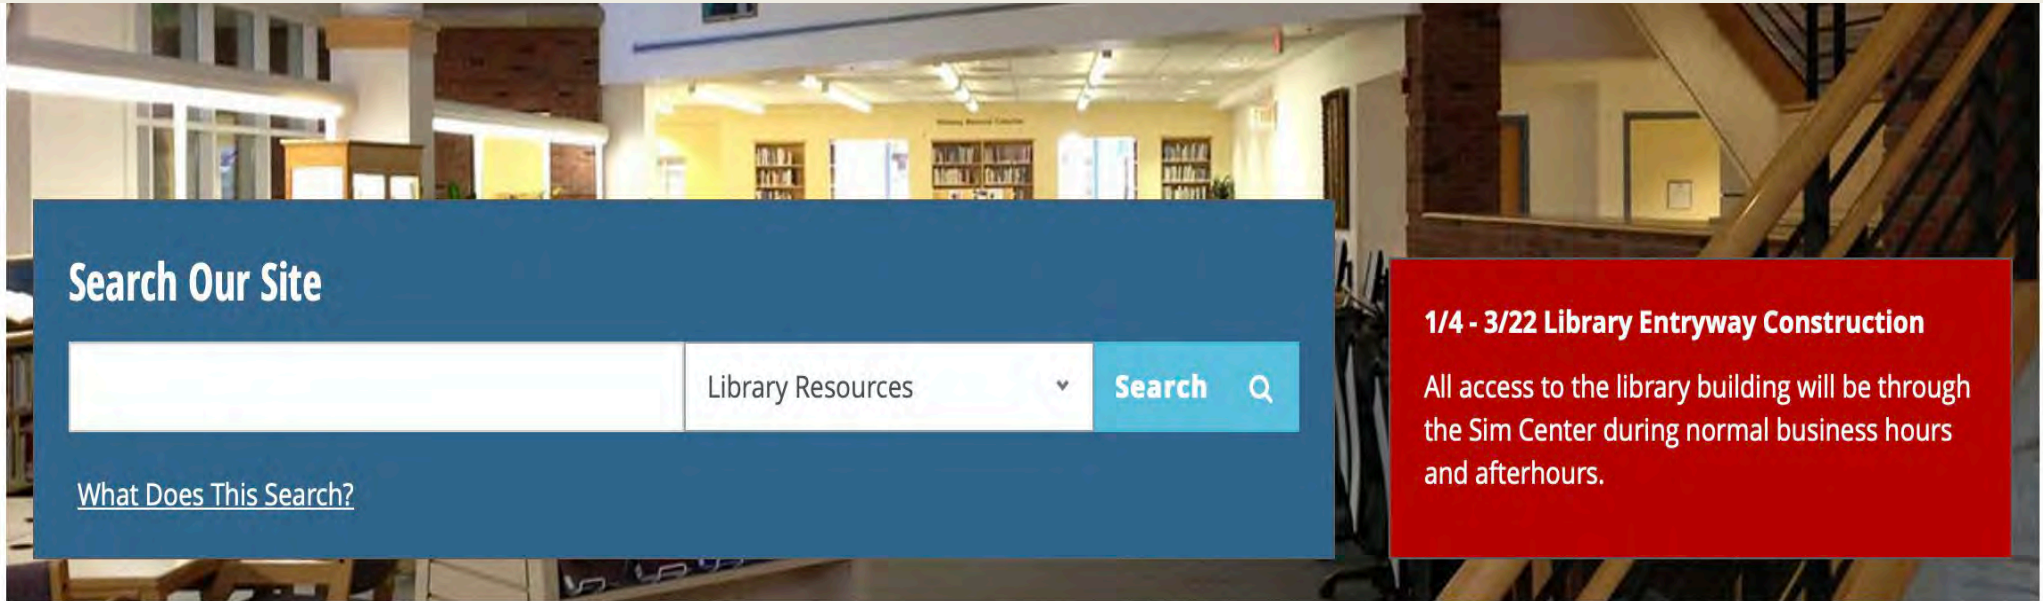 Search Our Site
Library Resources
Search
What Does This Search?
1/4 - 3/22 Library Entryway Construction
All access to the library building will be through
the Sim Center during normal business hours
and afterhours.